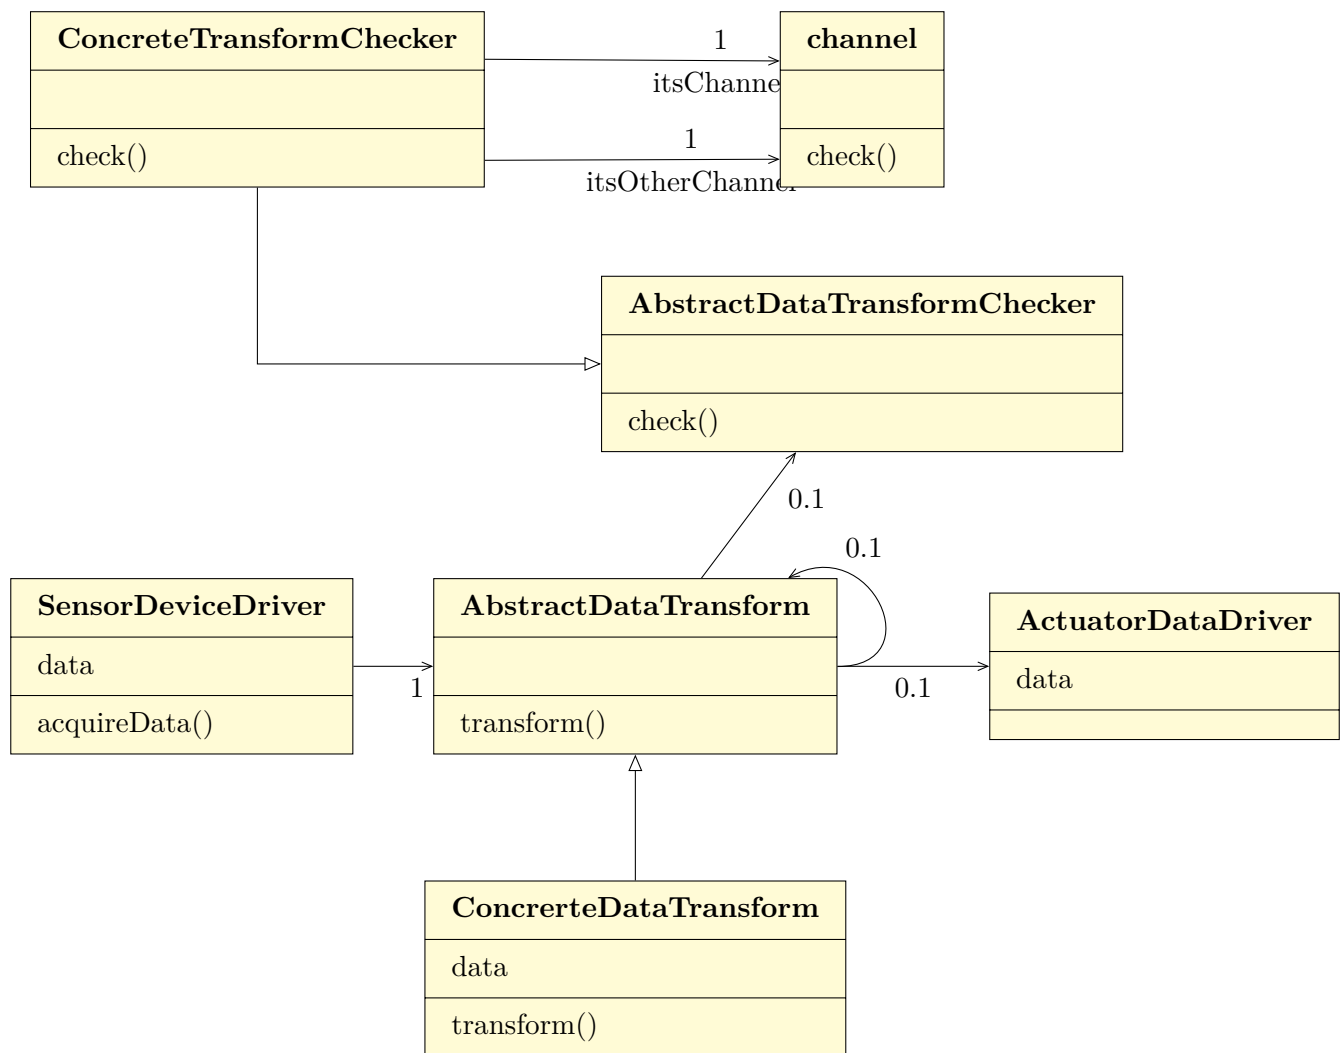 ConcreteTransformChecker
check()
1
itsChanne
1
itsOtherChannel
channel
check()
AbstractDataTransformChecker
check()
0.1
0.1
SensorDeviceDriver
data
acquireData()
1
AbstractDataTransform
transform()
0.1
ActuatorDataDriver
data
ConcrerteDataTransform
data
transform()